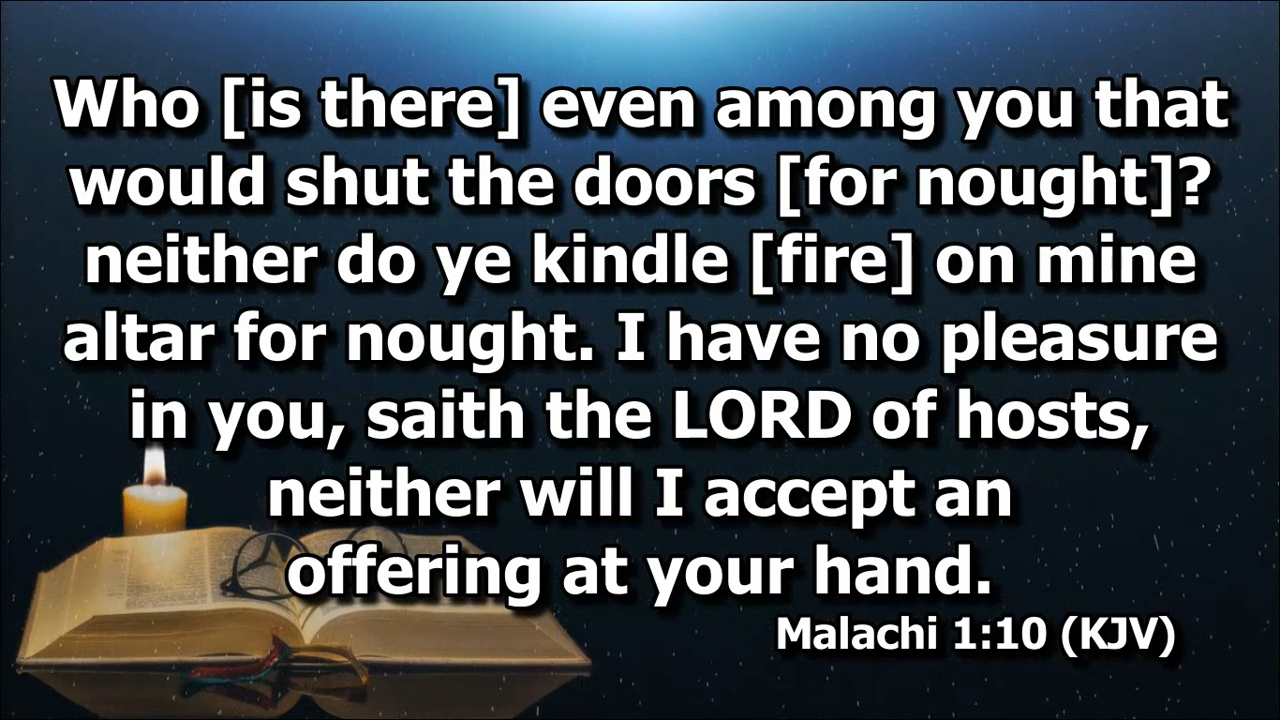 Who [is there] even among you that
would shut the doors [for nought]?
neither do ye kindle [fire] on mine
altar for nought. I have no pleasure
in you, saith the LORD of hosts,
neither will I accept an
offering at your hand.
Malachi 1:10 (KJV)